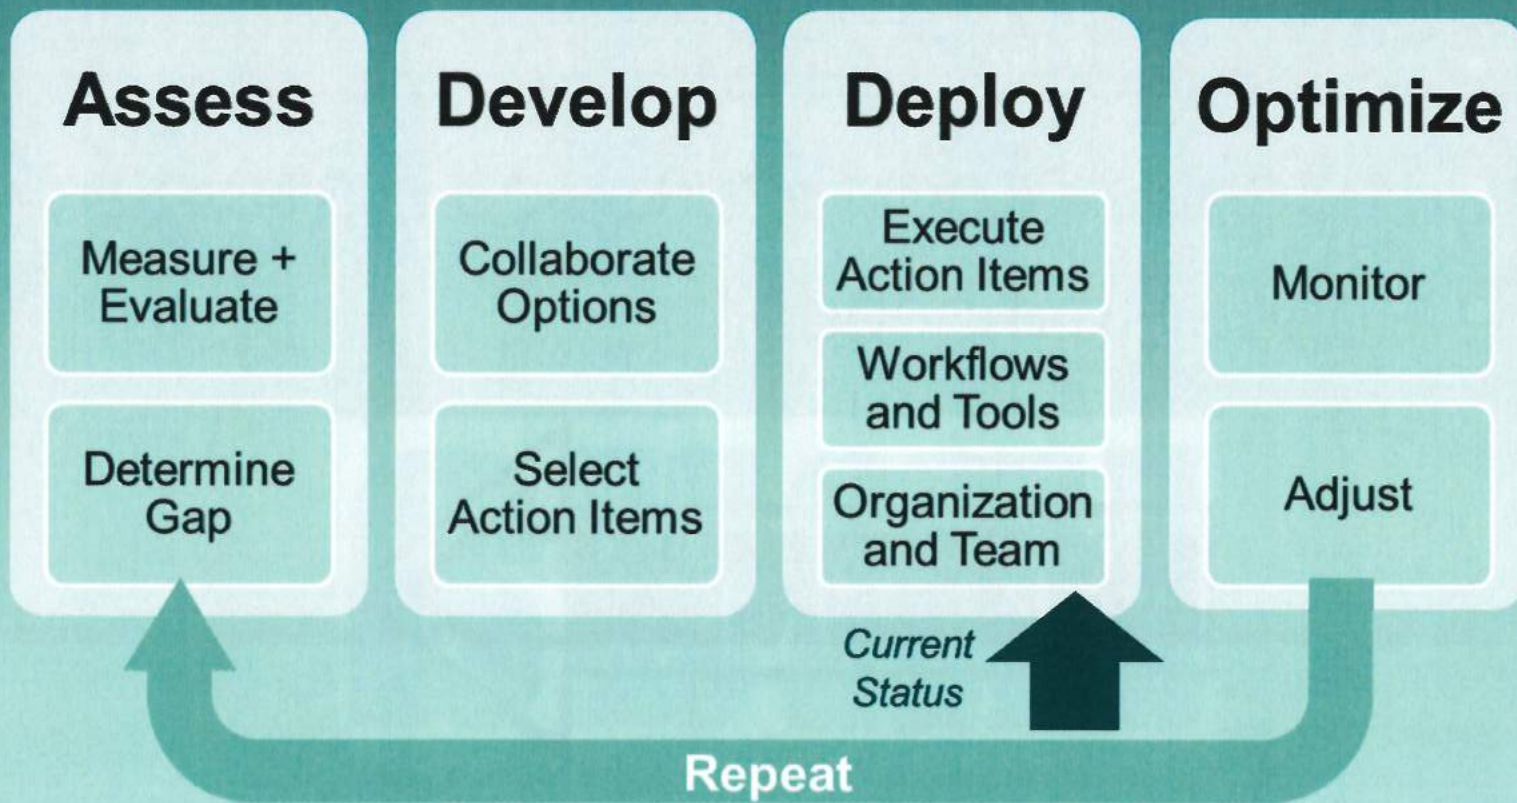 Assess
Measure +
Evaluate
Determine
Gap
Develop
Collaborate
Options
Select
Action Items
Deploy
Execute
Action Items
Workflows
and Tools
Organization
and Team
Optimize
Monitor
Adjust
Current
Status
Repeat